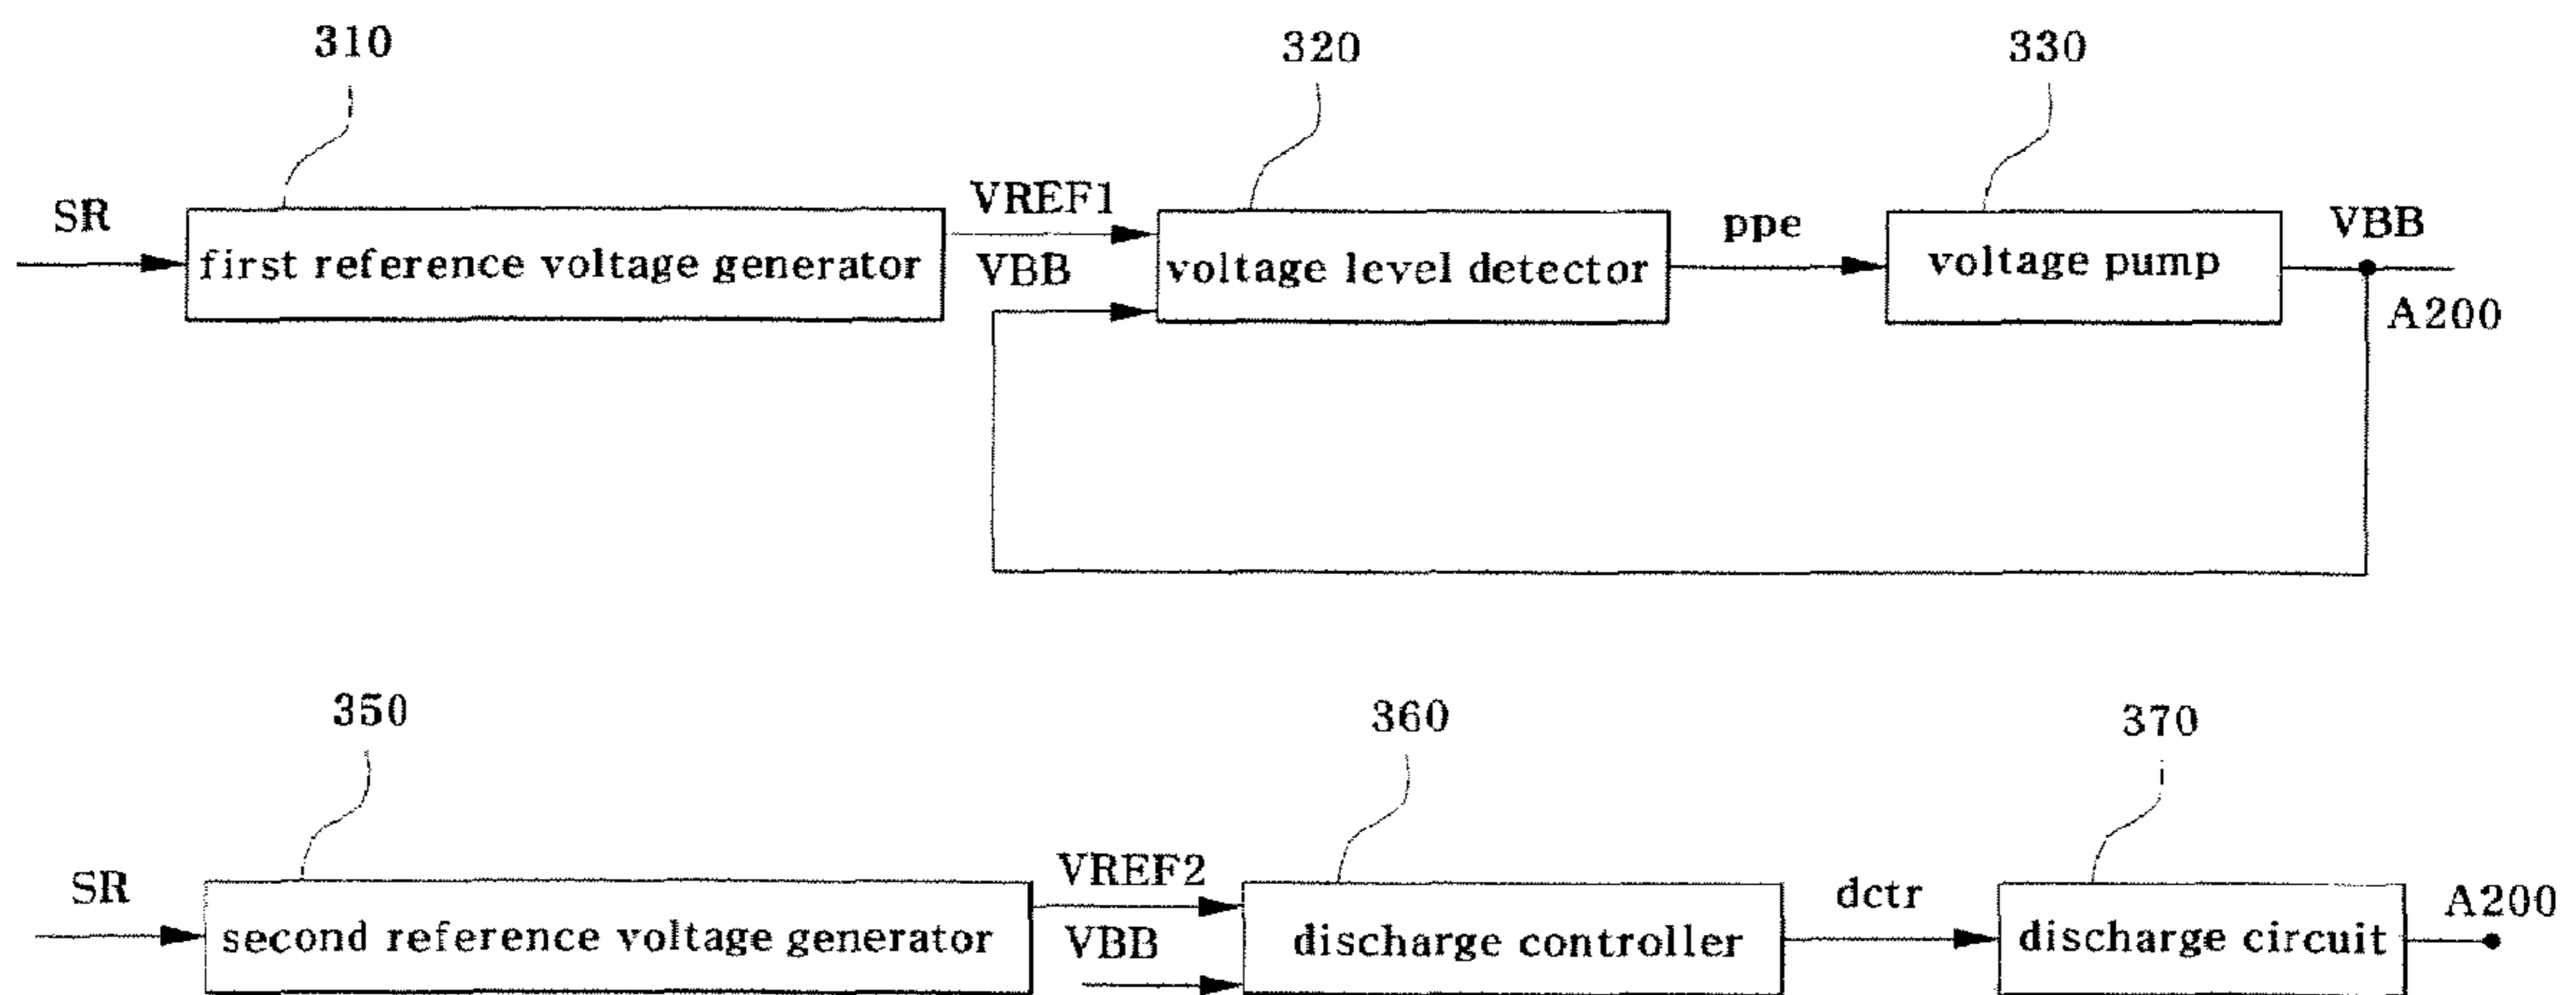 310
320
330
SR
first reference voltage generator
VREF1
VBB
voltage level detector
ppe
voltage pump
VBB
A200
350
360
370
SR
second reference voltage generator
VREF2
VBB
discharge controller
dctr
discharge circuit
A200